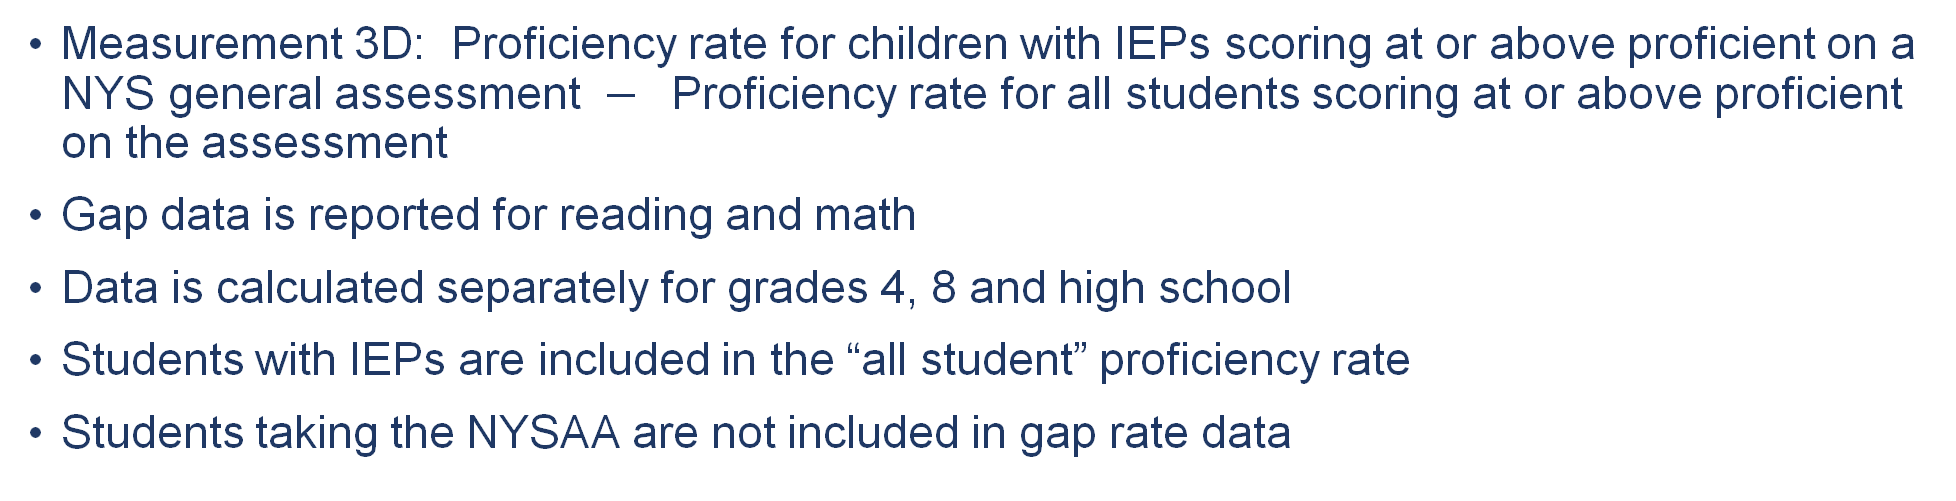 • Measurement 3D:  Proficiency rate for children with IEPs scoring at or above proficient on a
NYS general assessment  –  Proficiency rate for all students scoring at or above proficient
on the assessment
• Gap data is reported for reading and math
• Data is calculated separately for grades 4, 8 and high school
• Students with IEPs are included in the “all student” proficiency rate
• Students taking the NYSAA are not included in gap rate data